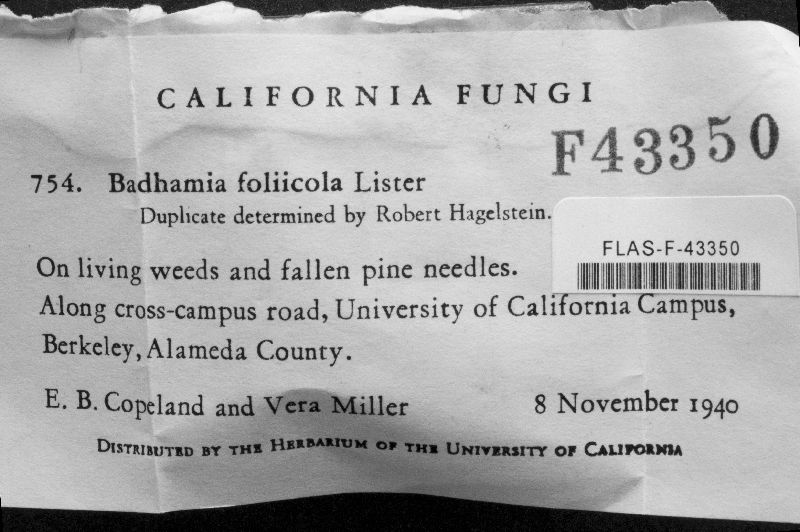 CALIFORNIA FUNGI
F43350
754. Badhamia foliicola Lister
Duplicate determined by Robert Hagelstein.
FLAS-F-43350
On living weeds and fallen pine needles.
Along cross-campus road, University of California Campus,
Berkeley, Alameda County.
E. B. Copeland and Vera Miller 8 November 1940
DISTRIBUTED BY THE HERBARIUM OF THE UNIVERSITY OF CALIFORNIA